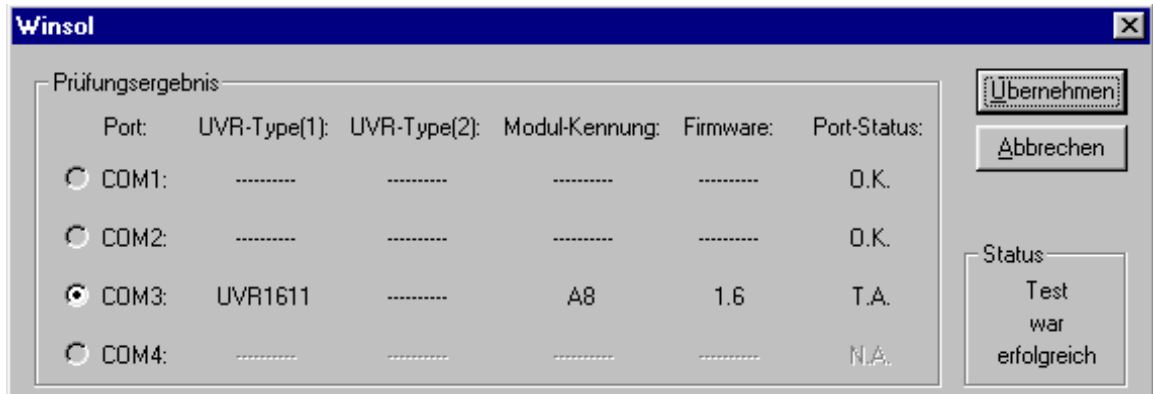 Winsol
Prüfungsergebnis
Port: UVR-Type(1): UVR-Type(2): Modul-Kennung: Firmware: Port-Status:
COM1: ---------- ---------- ---------- ---------- O.K.
COM2: ---------- ---------- ---------- ---------- O.K.
COM3: UVR1611 ---------- A8 1.6 T.A.
COM4: ---------- ---------- ---------- ---------- N.A.
Übernehmen
Abbrechen
Status
Test
war
erfolgreich